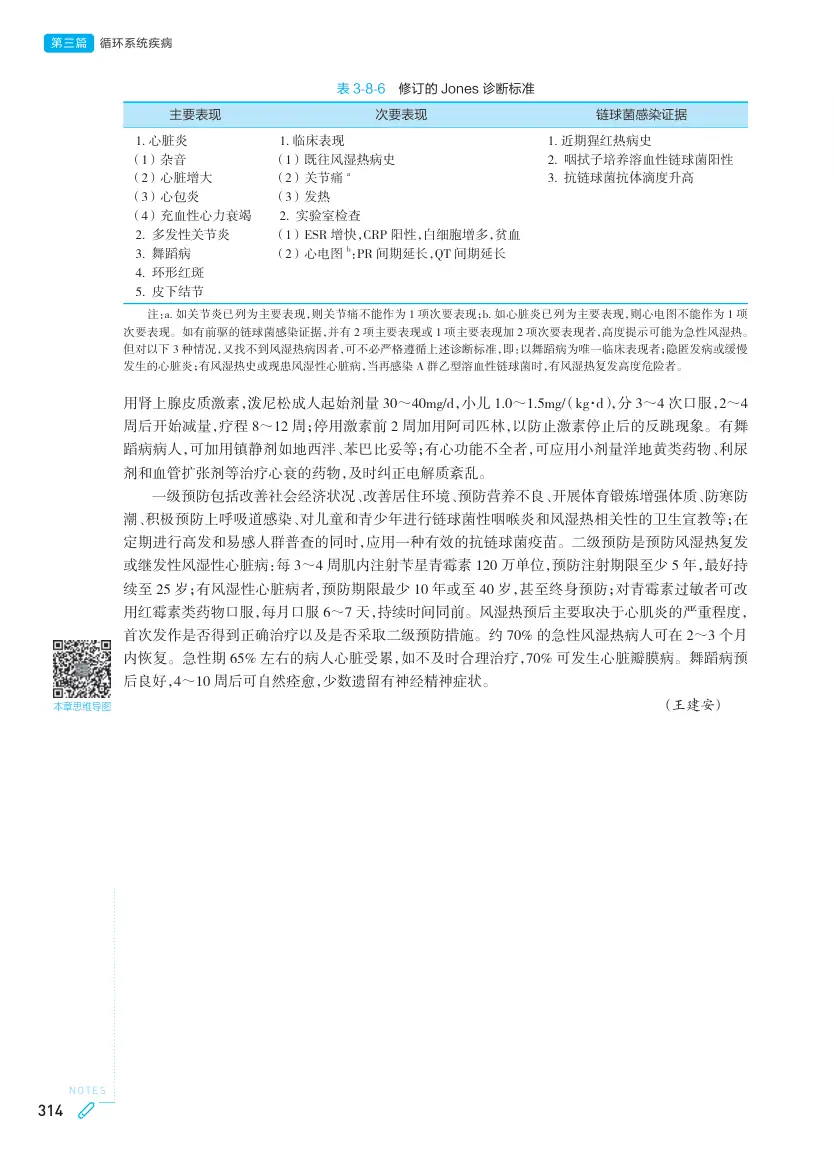 第三篇 循环系统疾病
表 3-8-6 修订的 Jones 诊断标准
主要表现 次要表现 链球菌感染证据
1. 心脏炎 1. 临床表现 1. 近期猩红热病史
（1）杂音 （1）既往风湿热病史 2. 咽拭子培养溶血性链球菌阳性
（2）心脏增大 （2）关节痛 a 3. 抗链球菌抗体滴度升高
（3）心包炎 （3）发热
（4）充血性心力衰竭 2. 实验室检查
2. 多发性关节炎 （1）ESR 增快,CRP 阳性,白细胞增多,贫血
3. 舞蹈病 （2）心电图 b:PR 间期延长,QT 间期延长
4. 环形红斑
5. 皮下结节
注:a. 如关节炎已列为主要表现,则关节痛不能作为 1 项次要表现;b. 如心脏炎已列为主要表现,则心电图不能作为 1 项
次要表现。如有前驱的链球菌感染证据,并有 2 项主要表现或 1 项主要表现加 2 项次要表现者,高度提示可能为急性风湿热。
但对以下 3 种情况,又找不到风湿热病因者,可不必严格遵循上述诊断标准,即:以舞蹈病为唯一临床表现者;隐匿发病或缓慢
发生的心脏炎;有风湿热史或现患风湿性心脏病,当再感染 A 群乙型溶血性链球菌时,有风湿热复发高度危险者。
用肾上腺皮质激素,泼尼松成人起始剂量 30～40mg/d,小儿 1.0～1.5mg/（kg·d）,分 3～4 次口服,2～4
周后开始减量,疗程 8～12 周;停用激素前 2 周加用阿司匹林,以防止激素停止后的反跳现象。有舞
蹈病病人,可加用镇静剂如地西泮、苯巴比妥等;有心功能不全者,可应用小剂量洋地黄类药物、利尿
剂和血管扩张剂等治疗心衰的药物,及时纠正电解质紊乱。
一级预防包括改善社会经济状况、改善居住环境、预防营养不良、开展体育锻炼增强体质、防寒防
潮、积极预防上呼吸道感染、对儿童和青少年进行链球菌性咽喉炎和风湿热相关性的卫生宣教等;在
定期进行高发和易感人群普查的同时,应用一种有效的抗链球菌疫苗。二级预防是预防风湿热复发
或继发性风湿性心脏病:每 3～4 周肌内注射苄星青霉素 120 万单位,预防注射期限至少 5 年,最好持
续至 25 岁;有风湿性心脏病者,预防期限最少 10 年或至 40 岁,甚至终身预防;对青霉素过敏者可改
用红霉素类药物口服,每月口服 6～7 天,持续时间同前。风湿热预后主要取决于心肌炎的严重程度,
首次发作是否得到正确治疗以及是否采取二级预防措施。约 70% 的急性风湿热病人可在 2～3 个月
内恢复。急性期 65% 左右的病人心脏受累,如不及时合理治疗,70% 可发生心脏瓣膜病。舞蹈病预
后良好,4～10 周后可自然痊愈,少数遗留有神经精神症状。
（王建安）
本章思维导图
NOTES
314